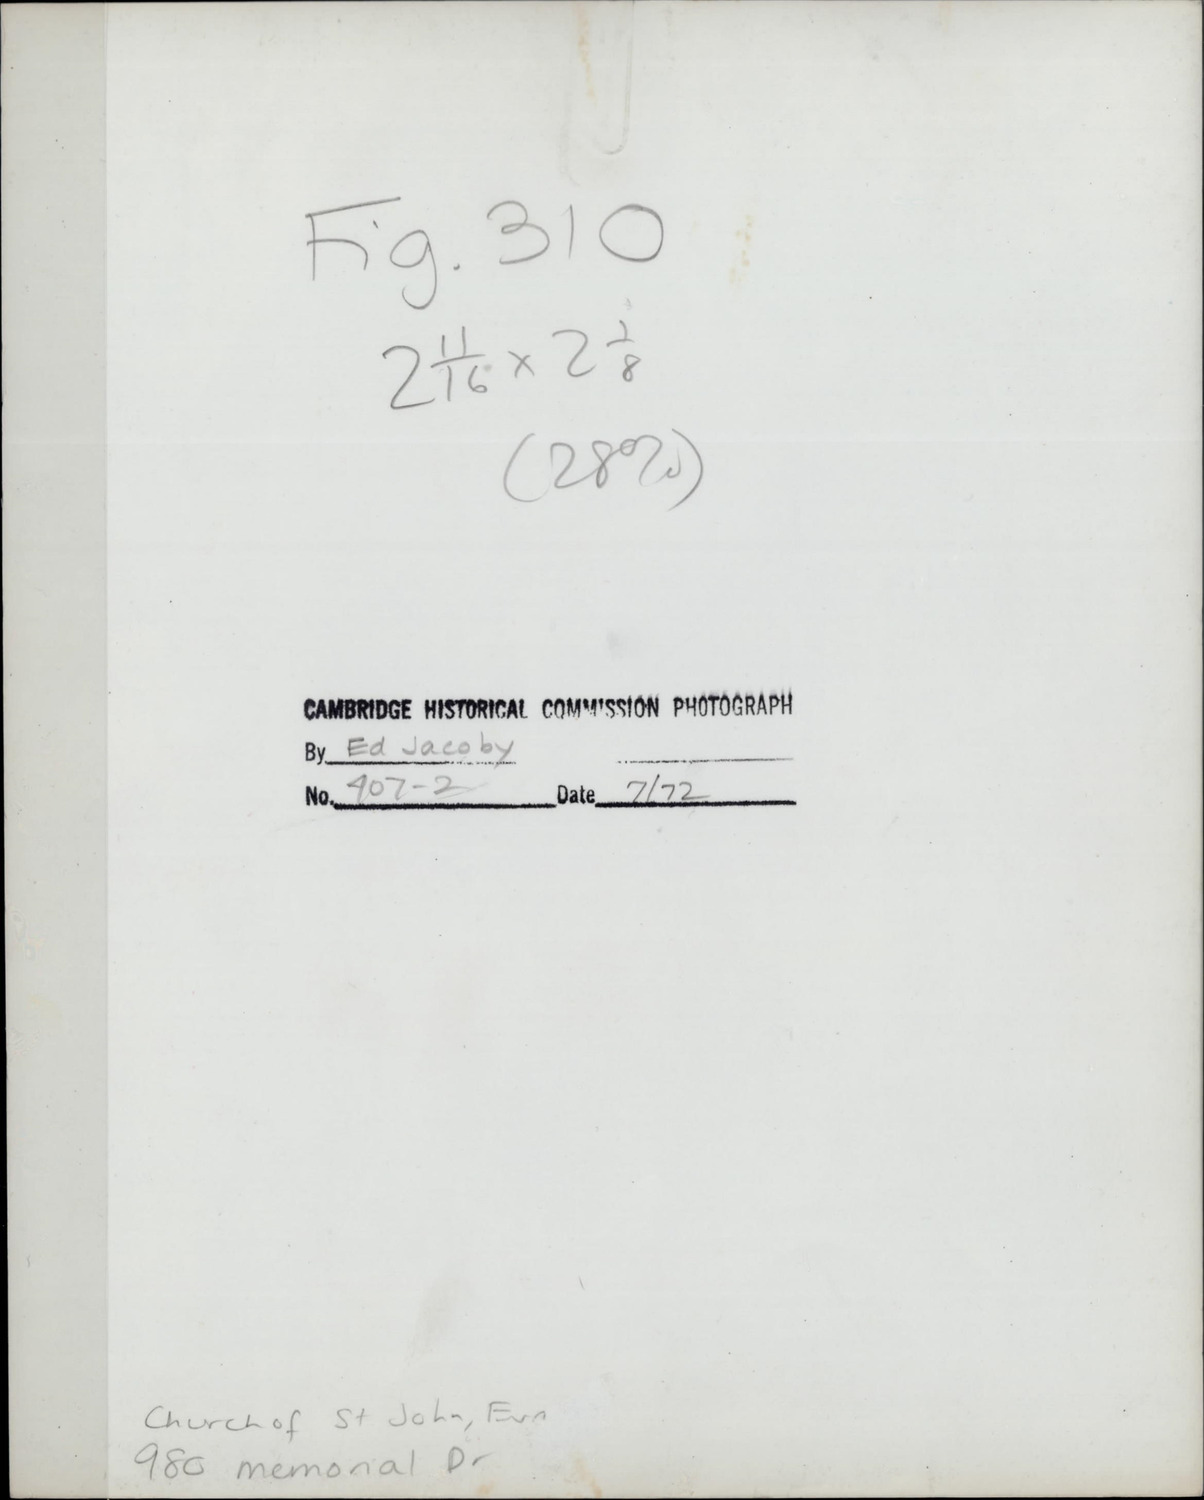 Fig. 310
2 11/16 x 2 1/8
(28%)
CAMBRIDGE HISTORICAL COMMISSION PHOTOGRAPH
By Ed Jacoby
No. 407-2 Date 7/72
Church of St John, Evn
980 memorial Dr